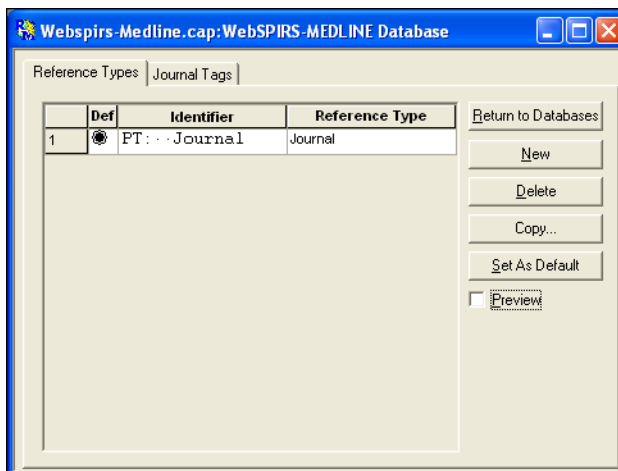 Webspirs-Medline.cap:WebSPIRS-MEDLINE Database
Reference Types
Journal Tags
Def Identifier Reference Type
1 PT:··Journal Journal
Return to Databases
New
Delete
Copy...
Set As Default
Preview